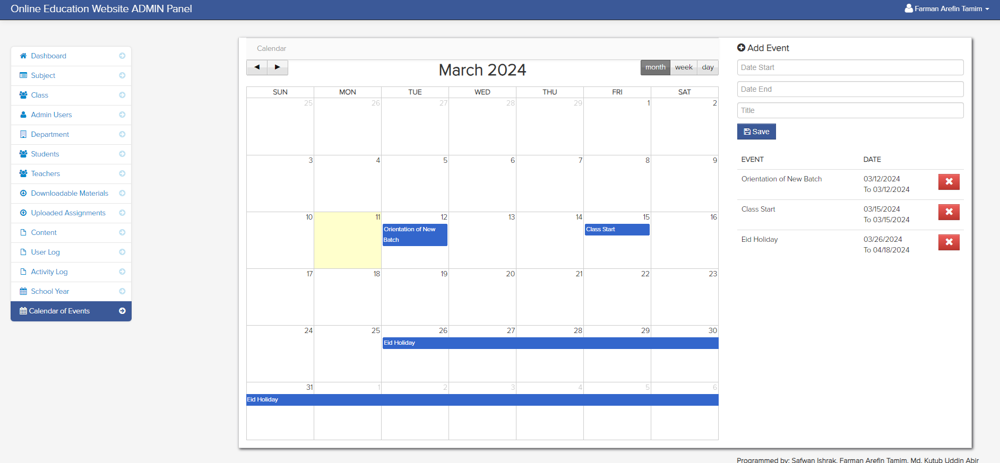 Online Education Website ADMIN Panel
Farman Arefin Tamim
Dashboard
Subject
Class
Admin Users
Department
Students
Teachers
Downloadable Materials
Uploaded Assignments
Content
User Log
Activity Log
School Year
Calendar of Events
Calendar
March 2024
month week day
SUN MON TUE WED THU FRI SAT
25 26 27 28 29 1 2
3 4 5 6 7 8 9
10 11 12 13 14 15 16
Orientation of New
Batch
Class Start
17 18 19 20 21 22 23
24 25 26 27 28 29 30
Eid Holiday
31 1 2 3 4 5 6
Eid Holiday
Add Event
Date Start
Date End
Title
Save
EVENT DATE
Orientation of New Batch 03/12/2024
To 03/12/2024
Class Start 03/15/2024
To 03/15/2024
Eid Holiday 03/26/2024
To 04/18/2024
Programmed by: Safwan Ishrak, Farman Arefin Tamim, Md. Kutub Uddin Abir